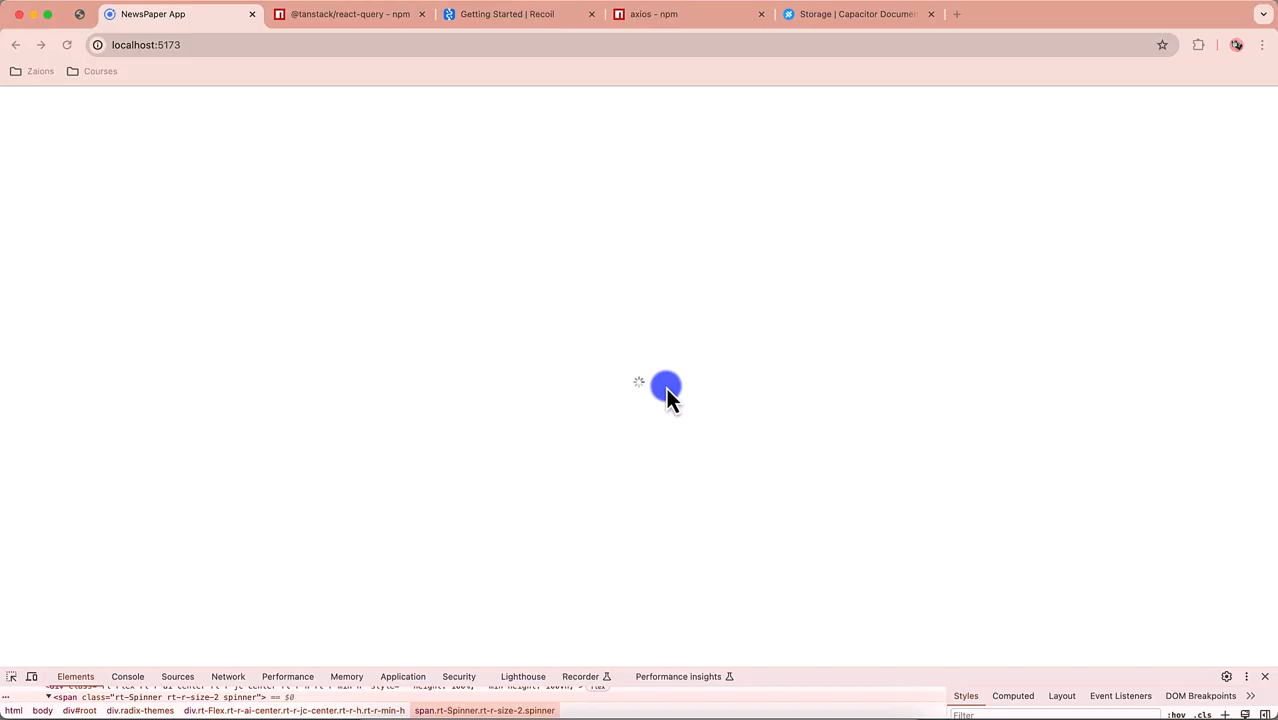 NewsPaper App
@tanstack/react-query - npm
Getting Started | Recoil
axios - npm
Storage | Capacitor Documen
localhost:5173
Zaions
Courses
Elements
Console
Sources
Network
Performance
Memory
Application
Security
Lighthouse
Recorder
Performance insights
<span class="rt-Spinner rt-r-size-2 spinner"> == $0
html
body
div#root
div.radix-themes
div.rt-Flex.rt-r-ai-center.rt-r-jc-center.rt-r-h.rt-r-min-h
span.rt-Spinner.rt-r-size-2.spinner
Styles
Computed
Layout
Event Listeners
DOM Breakpoints
Filter
:hov
.cls